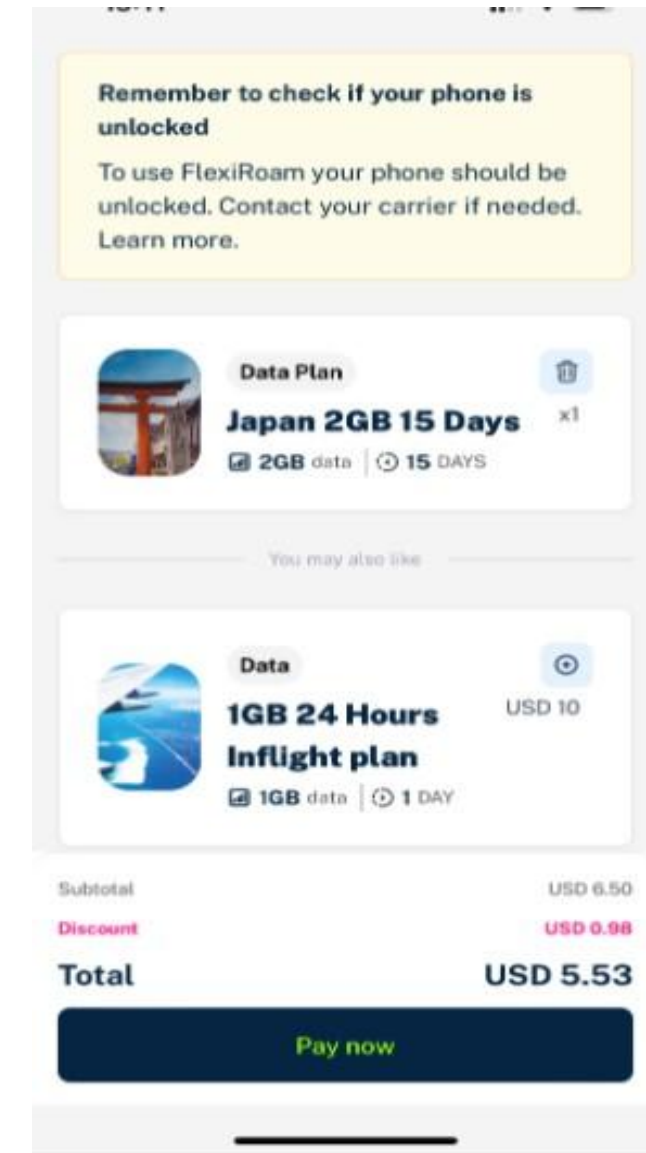 Remember to check if your phone is
unlocked
To use FlexiRoam your phone should be
unlocked. Contact your carrier if needed.
Learn more.
Data Plan
Japan 2GB 15 Days
x1
2GB data
15 DAYS
You may also like
Data
1GB 24 Hours
Inflight plan
USD 10
1GB data
1 DAY
Subtotal
USD 6.50
Discount
USD 0.98
Total
USD 5.53
Pay now